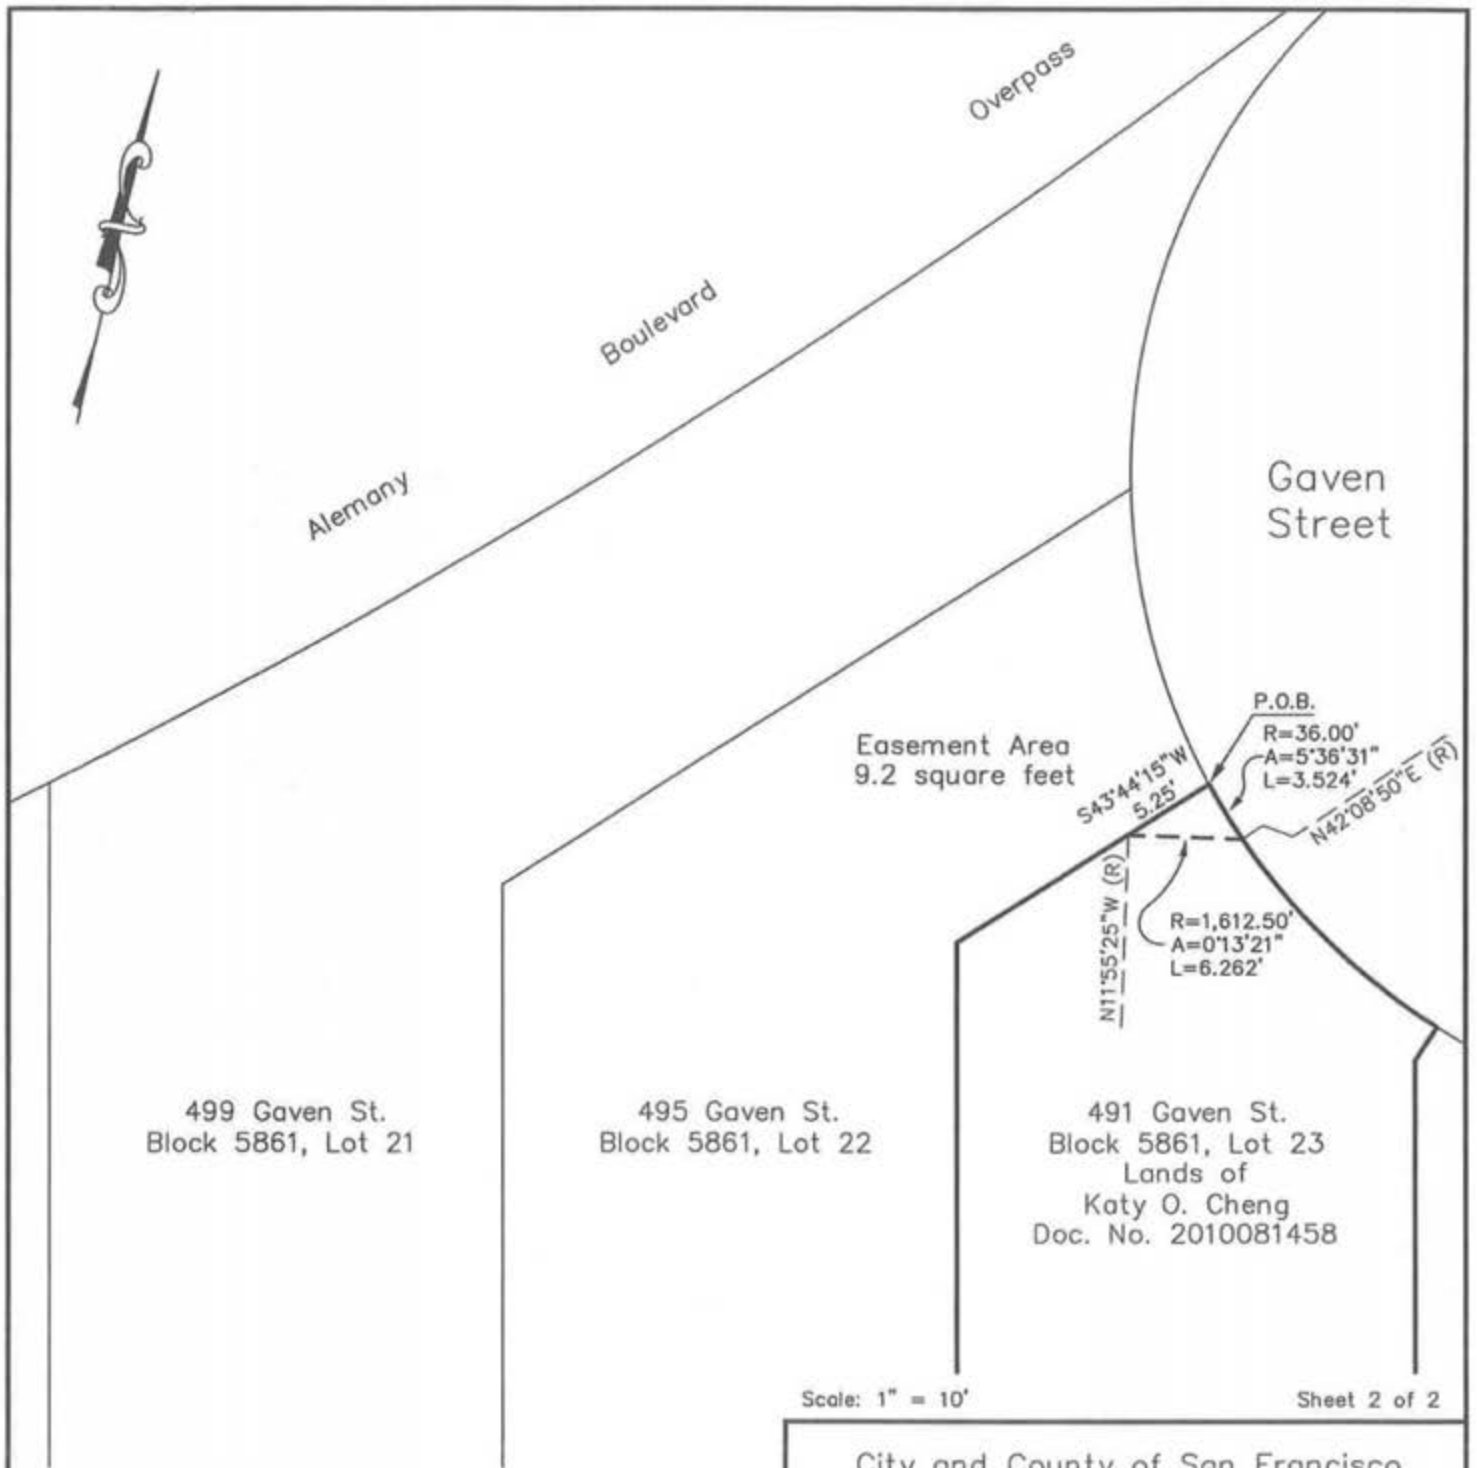 Overpass
Boulevard
Alemany
Gaven
Street
P.O.B.
R=36.00'
A=5°36'31"
L=3.524'
Easement Area
9.2 square feet
S43°44'15"W
5.25'
N42°08'50"E (R)
N11°55'25"W (R)
R=1,612.50'
A=0°13'21"
L=6.262'
499 Gaven St.
Block 5861, Lot 21
495 Gaven St.
Block 5861, Lot 22
491 Gaven St.
Block 5861, Lot 23
Lands of
Katy O. Cheng
Doc. No. 2010081458
Scale: 1" = 10'
Sheet 2 of 2
City and County of San Francisco